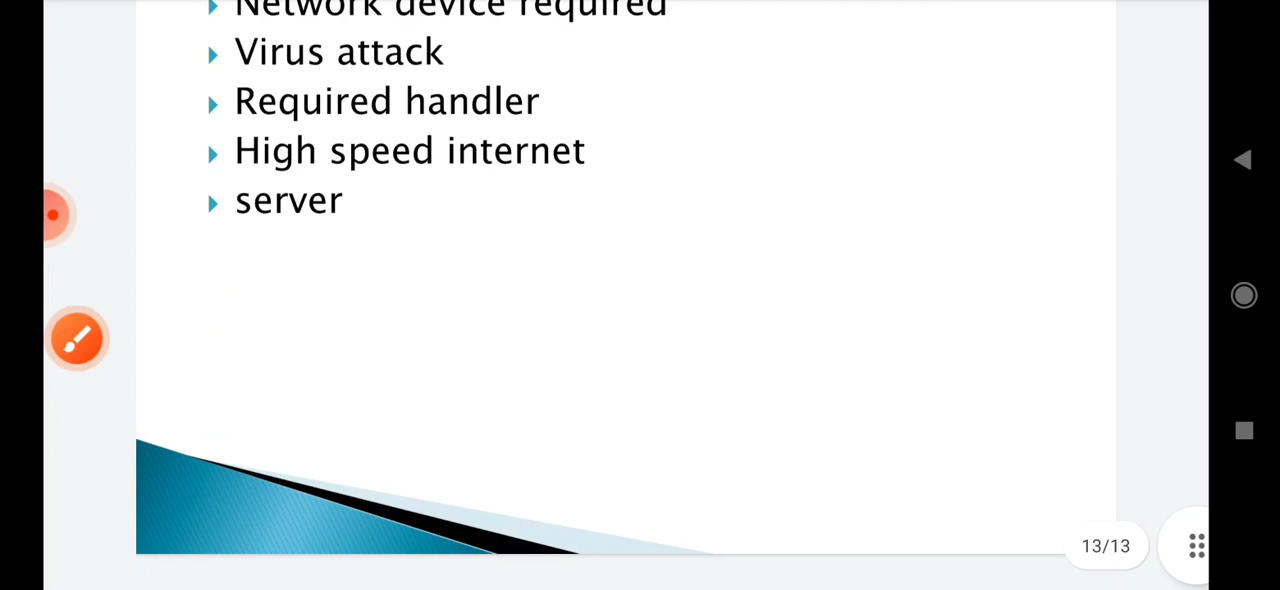 Network device required
Virus attack
Required handler
High speed internet
server
13/13